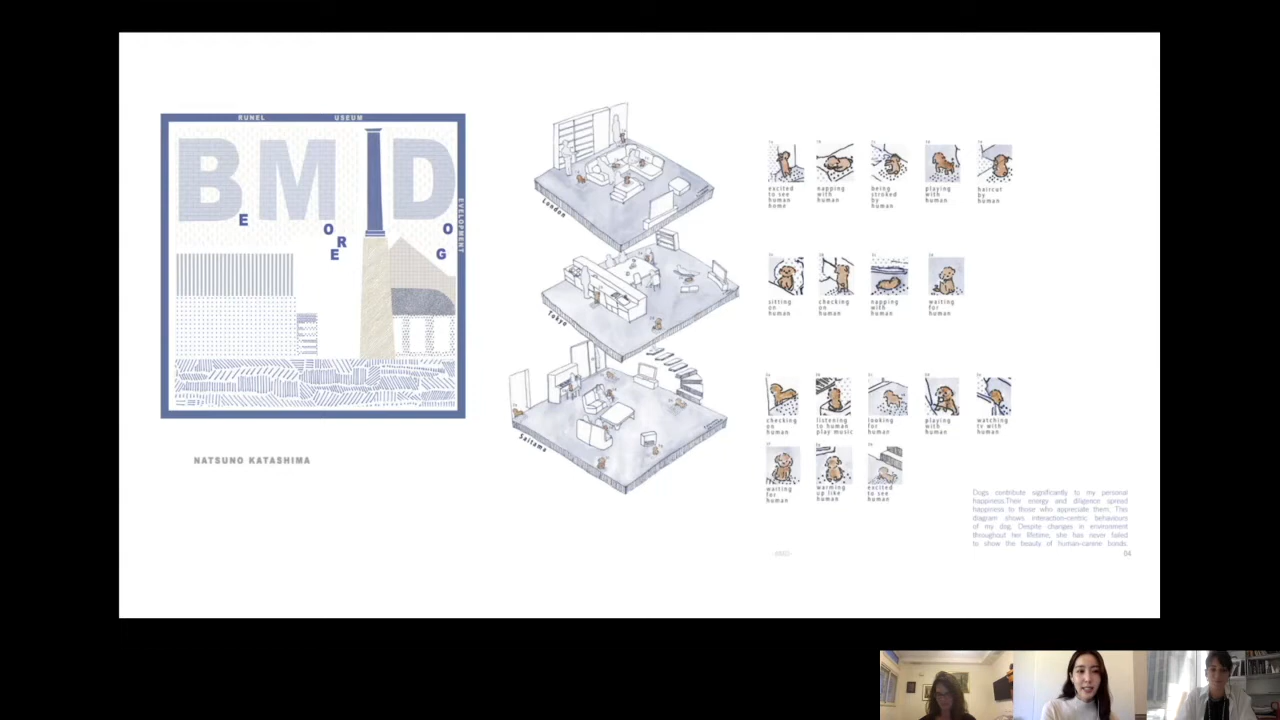 RUNEL
USEUM
BM D
E
ORE
OG
EVELOPMENT
NATSUNO KATASHIMA
London
Tokyo
Saitama
excited
to see
human
home
napping
with
human
being
stroked
by
human
playing
with
human
haircut
by
human
sitting
on
human
checking
on
human
napping
with
human
waiting
for
human
checking
on
human
listening
to human
play music
looking
for
human
playing
with
human
watching
tv with
human
waiting
for
human
warming
up like
human
excited
to see
human
Dogs contribute significantly to my personal
happiness.Their energy and diligence spread
happiness to those who appreciate them. This
diagram shows interaction-centric behaviours
of my dog. Despite changes in environment
throughout her lifetime, she has never failed
to show the beauty of human-canine bonds.
04